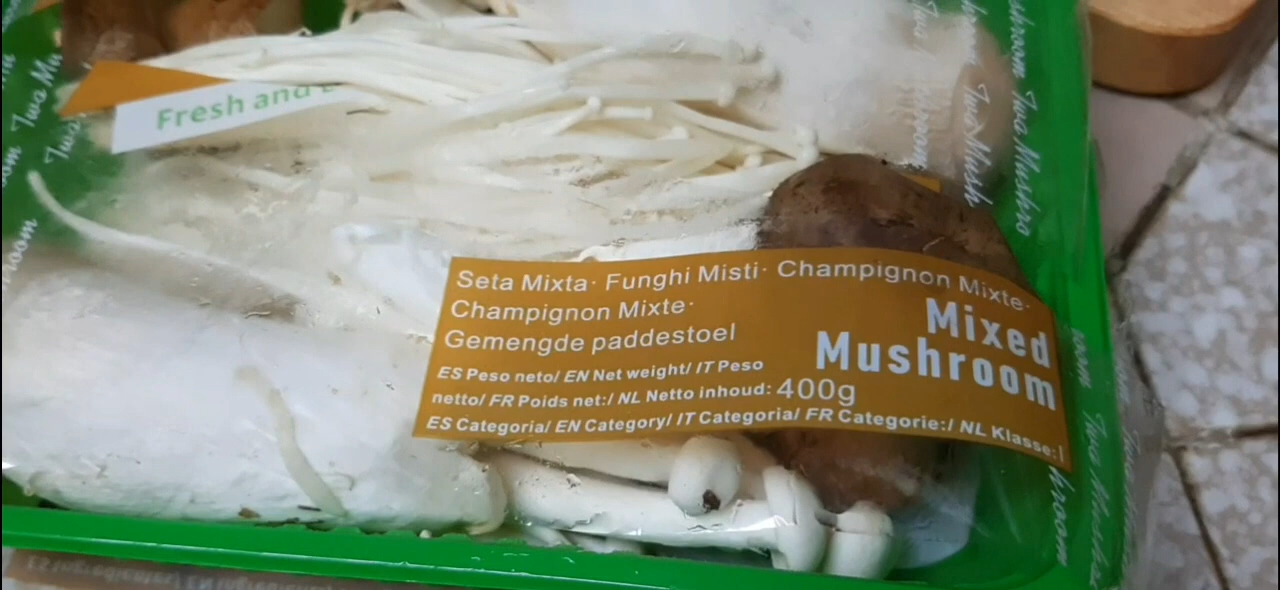 Fresh and
Seta Mixta· Funghi Misti· Champignon Mixte·
Champignon Mixte·
Gemengde paddestoel
Mixed
Mushroom
ES Peso neto/ EN Net weight/ IT Peso
netto/ FR Poids net:/ NL Netto inhoud: 400g
ES Categoria/ EN Category/ IT Categoria/ FR Categorie:/ NL Klasse: I